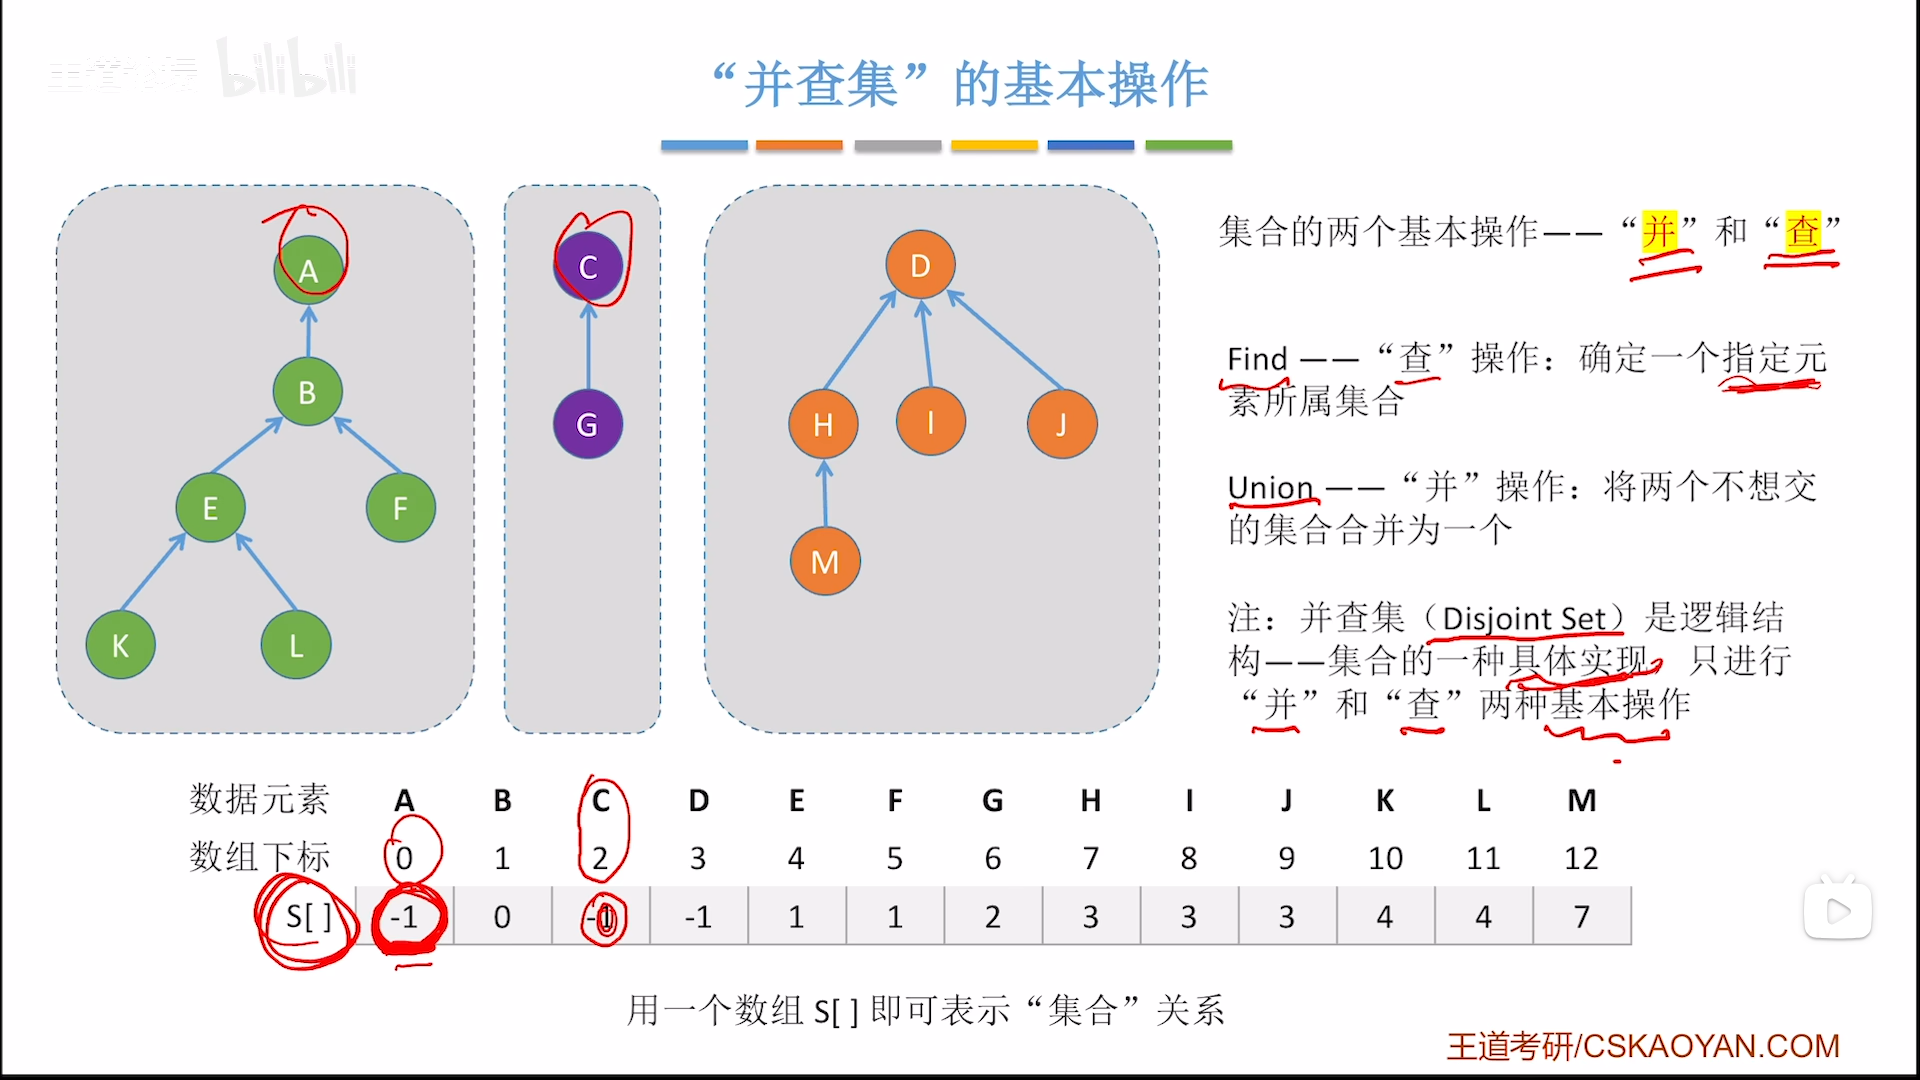 王道论坛 bilibili
“并查集”的基本操作
A
B
E
F
K
L
C
G
D
H
I
J
M
集合的两个基本操作——“并”和“查”
Find ——“查”操作：确定一个指定元
素所属集合
Union ——“并”操作：将两个不想交
的集合合并为一个
注：并查集（Disjoint Set）是逻辑结
构——集合的一种具体实现，只进行
“并”和“查”两种基本操作
数据元素 A B C D E F G H I J K L M
数组下标 0 1 2 3 4 5 6 7 8 9 10 11 12
S[ ] -1 0 -1 -1 1 1 2 3 3 3 4 4 7
用一个数组 S[ ] 即可表示“集合”关系
王道考研/CSKAOYAN.COM